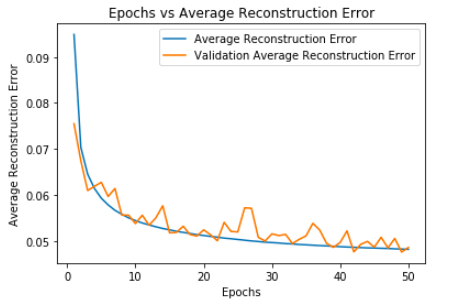 Epochs vs Average Reconstruction Error
Average Reconstruction Error
Validation Average Reconstruction Error
Average Reconstruction Error
0.09
0.08
0.07
0.06
0.05
0 10 20 30 40 50
Epochs